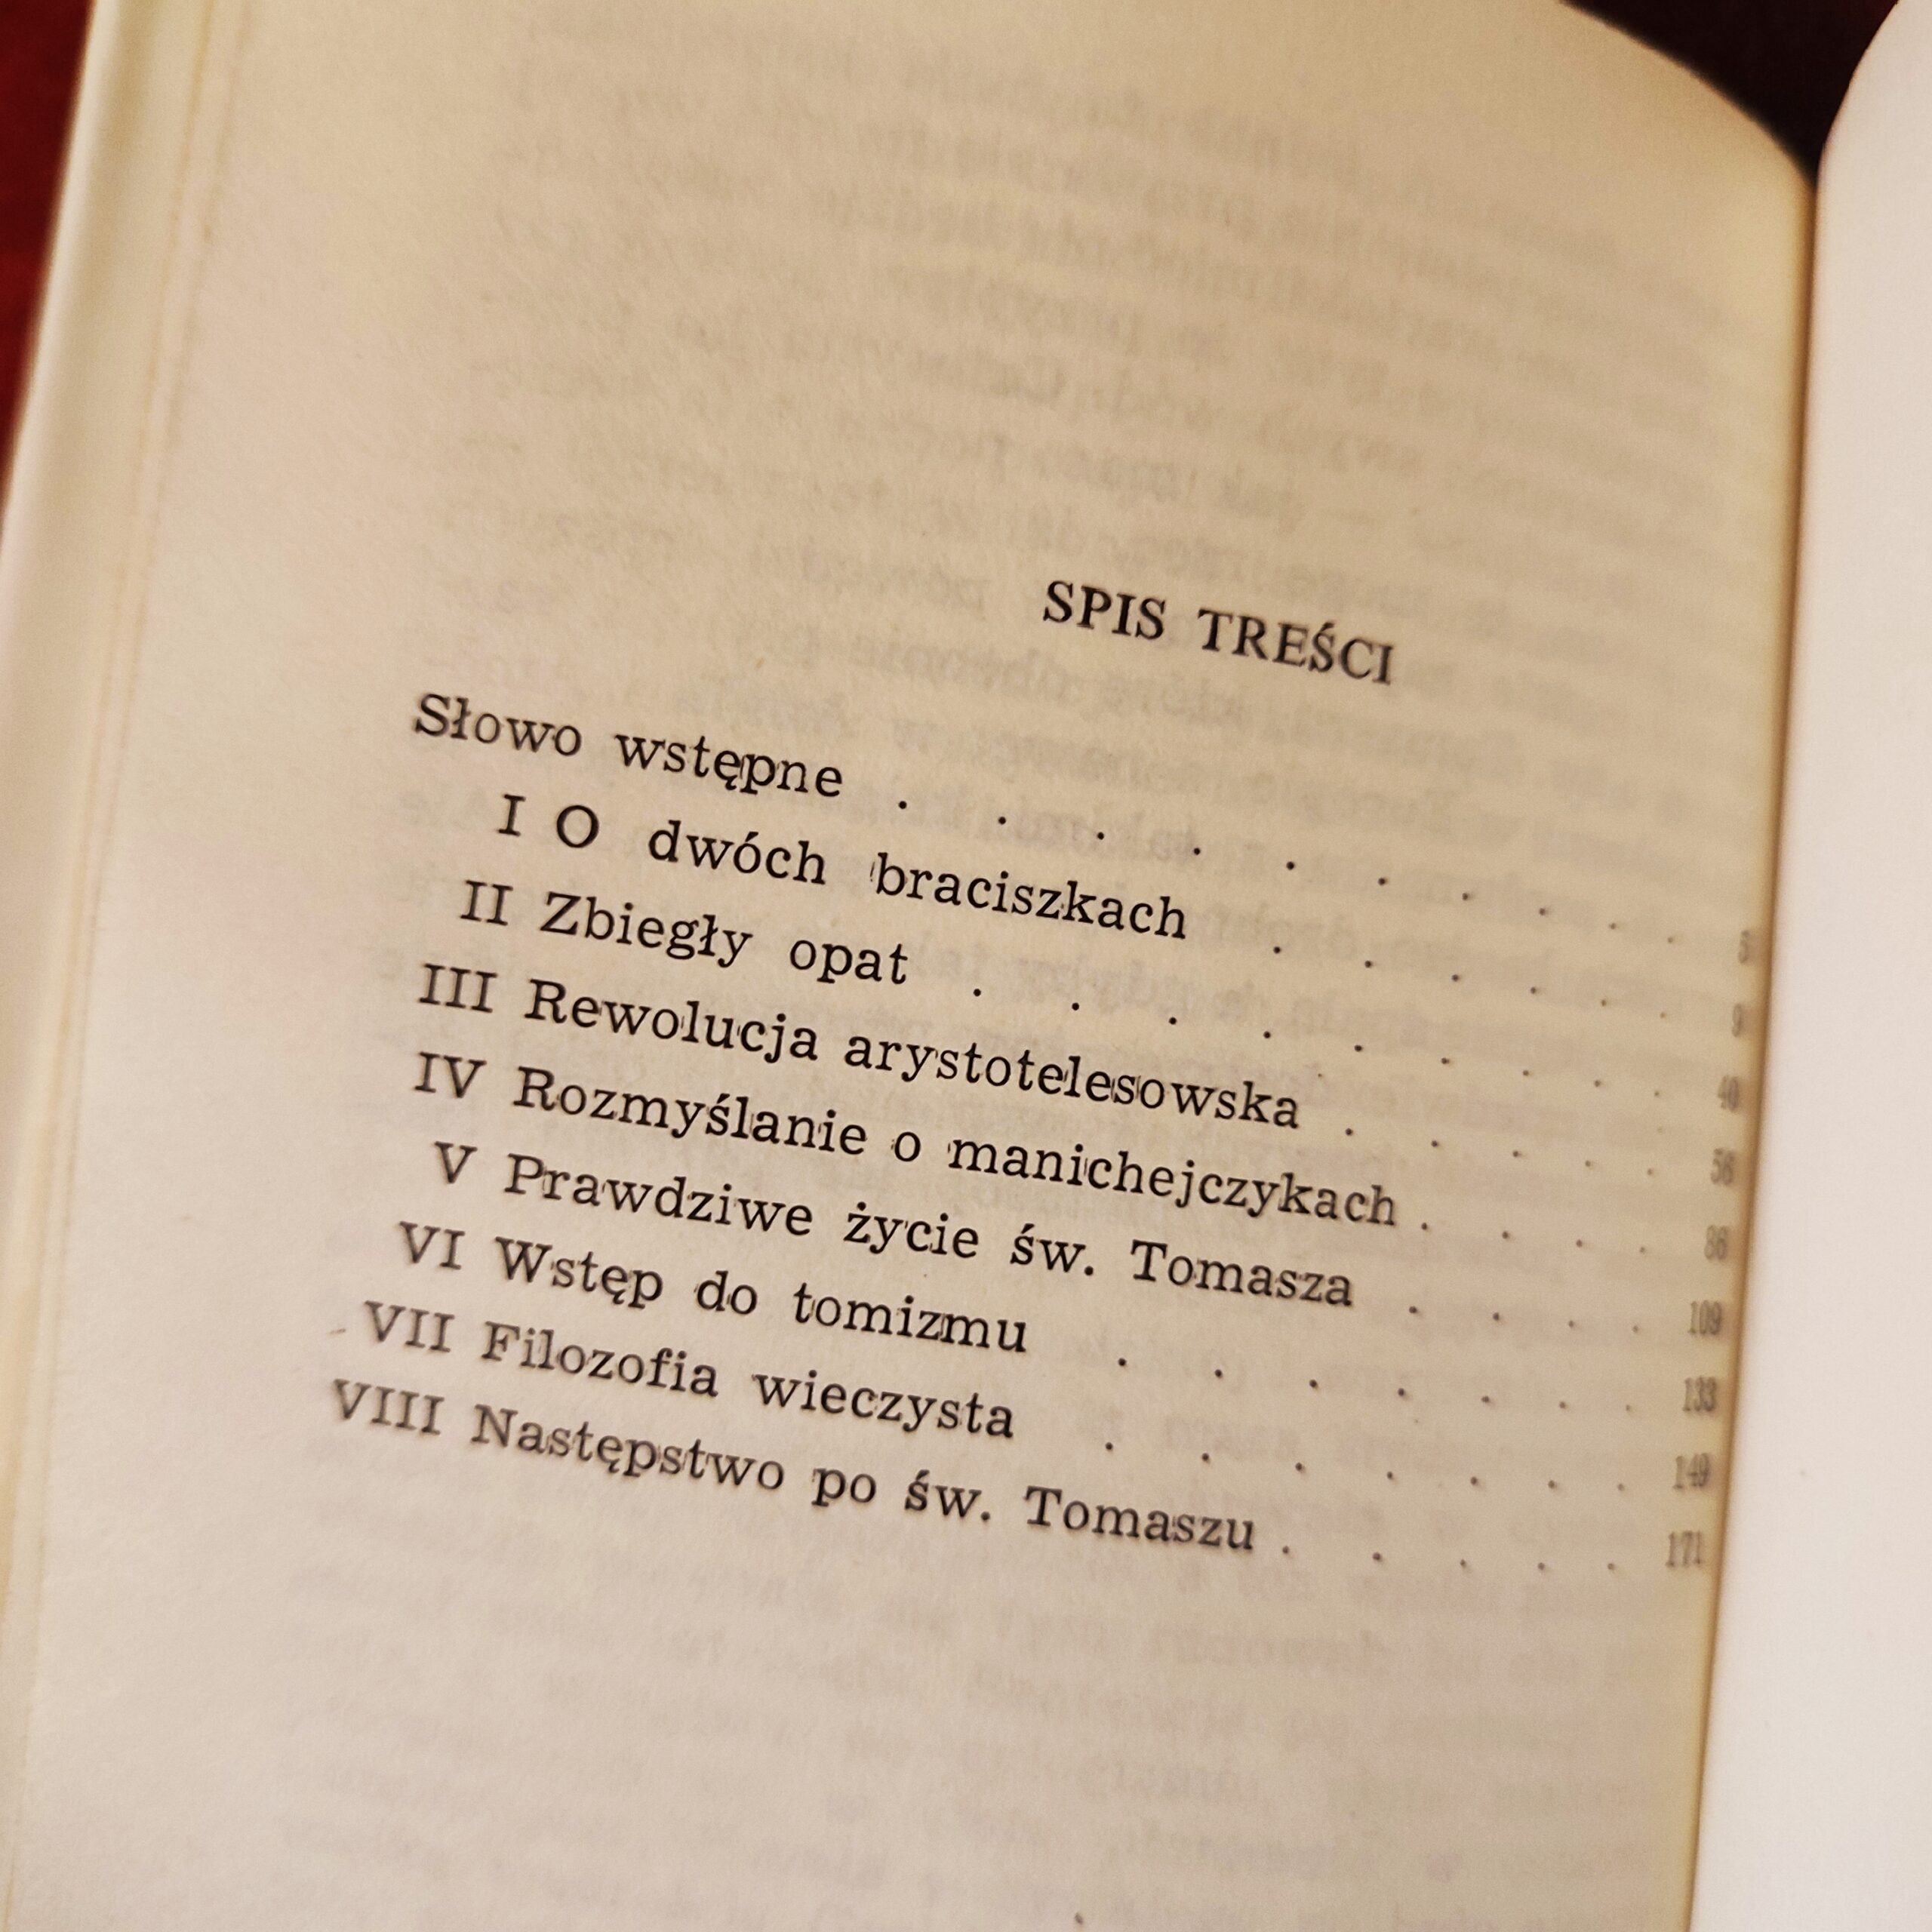 SPIS TREŚCI
Słowo wstępne . . . . . . . . . . 5
I O dwóch braciszkach . . . . . . 9
II Zbiegły opat . . . . . . . . . 40
III Rewolucja arystotelesowska . . . . .
IV Rozmyślanie o manichejczykach . . . .
V Prawdziwe życie św. Tomasza . . . . 109
VI Wstęp do tomizmu . . . . . . . 133
VII Filozofia wieczysta . . . . . . . 149
VIII Następstwo po św. Tomaszu . . . . . 171